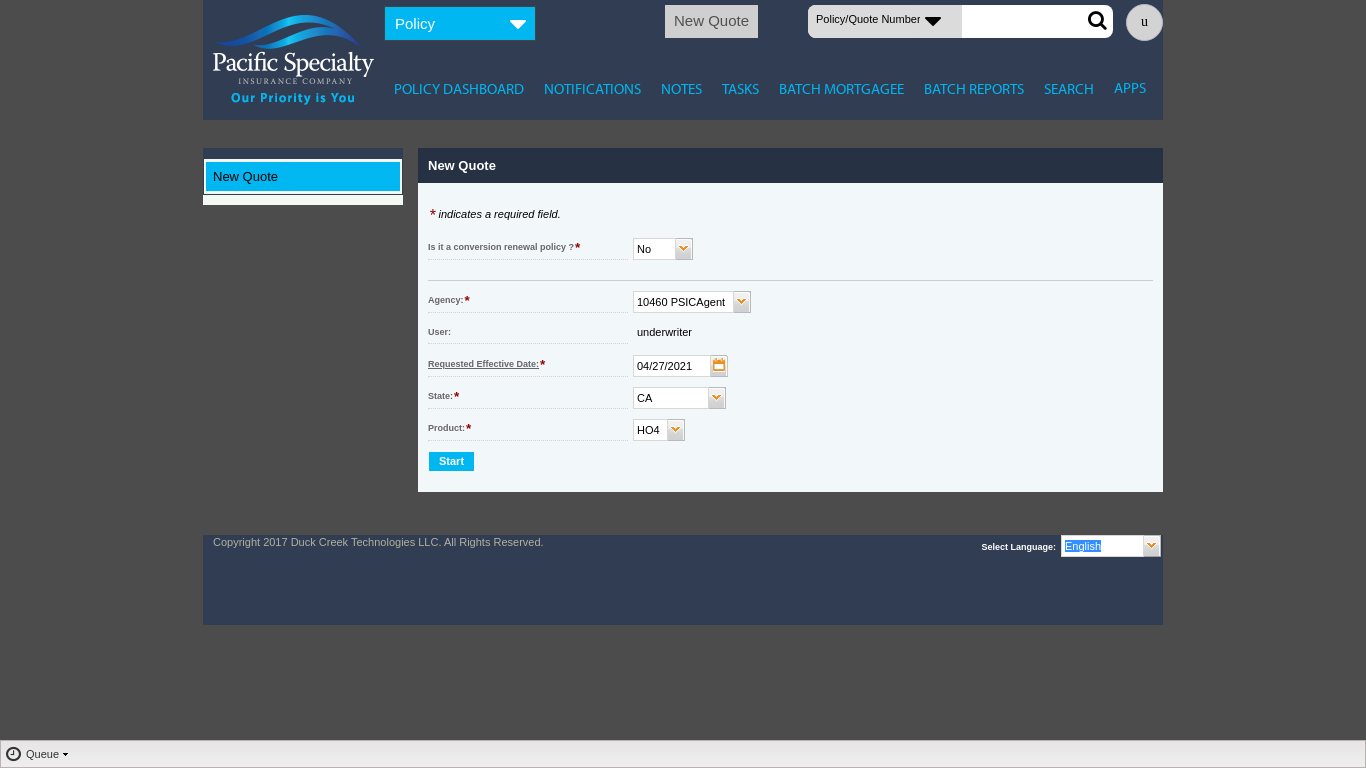 Policy
New Quote
Policy/Quote Number
u
Pacific Specialty
INSURANCE COMPANY
Our Priority is You
POLICY DASHBOARD NOTIFICATIONS NOTES TASKS BATCH MORTGAGEE BATCH REPORTS SEARCH APPS
New Quote
New Quote
* indicates a required field.
Is it a conversion renewal policy ?* No
Agency:* 10460 PSICAgent
User: underwriter
Requested Effective Date:* 04/27/2021
State:* CA
Product:* HO4
Start
Copyright 2017 Duck Creek Technologies LLC. All Rights Reserved.
Select Language: English
Queue